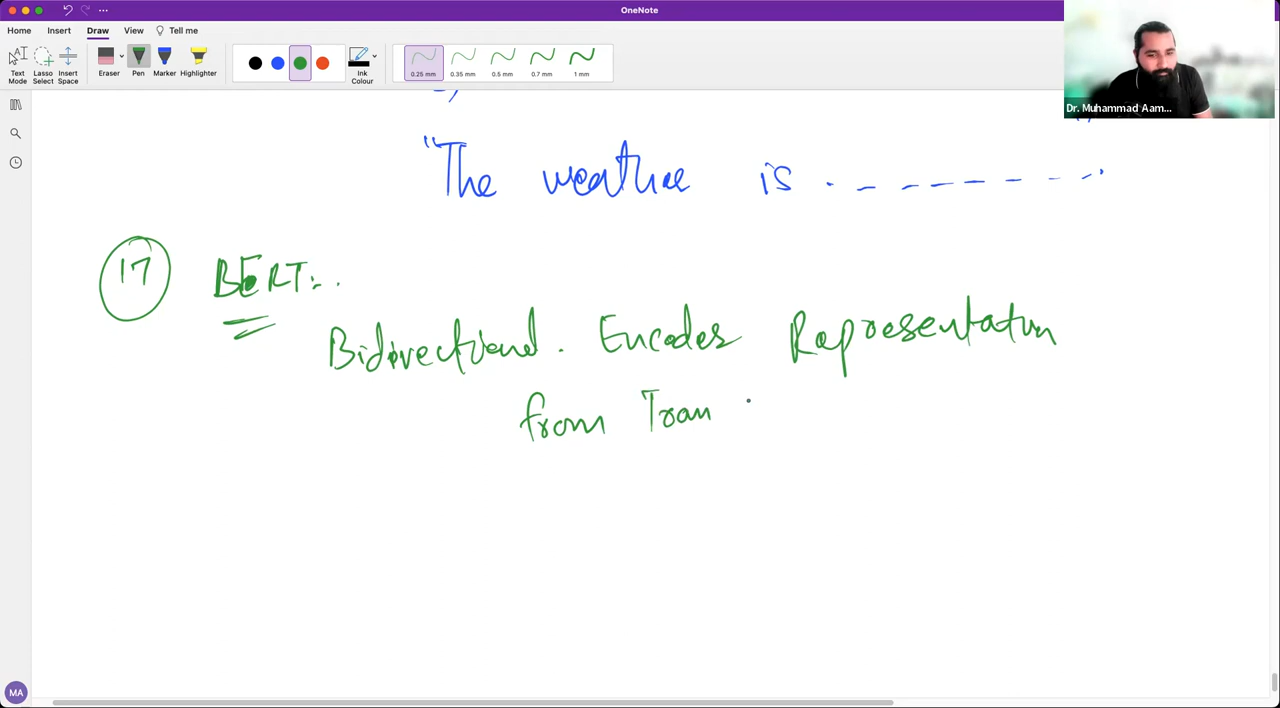 OneNote
Home Insert Draw View Tell me
Text Mode Lasso Select Insert Space Eraser Pen Marker Highlighter Ink Colour 0.25 mm 0.35 mm 0.5 mm 0.7 mm 1 mm
Dr. Muhammad Aam...
"The weather is
17 BERT:
Bidirectional. Encoder Representation
from Tran
MA